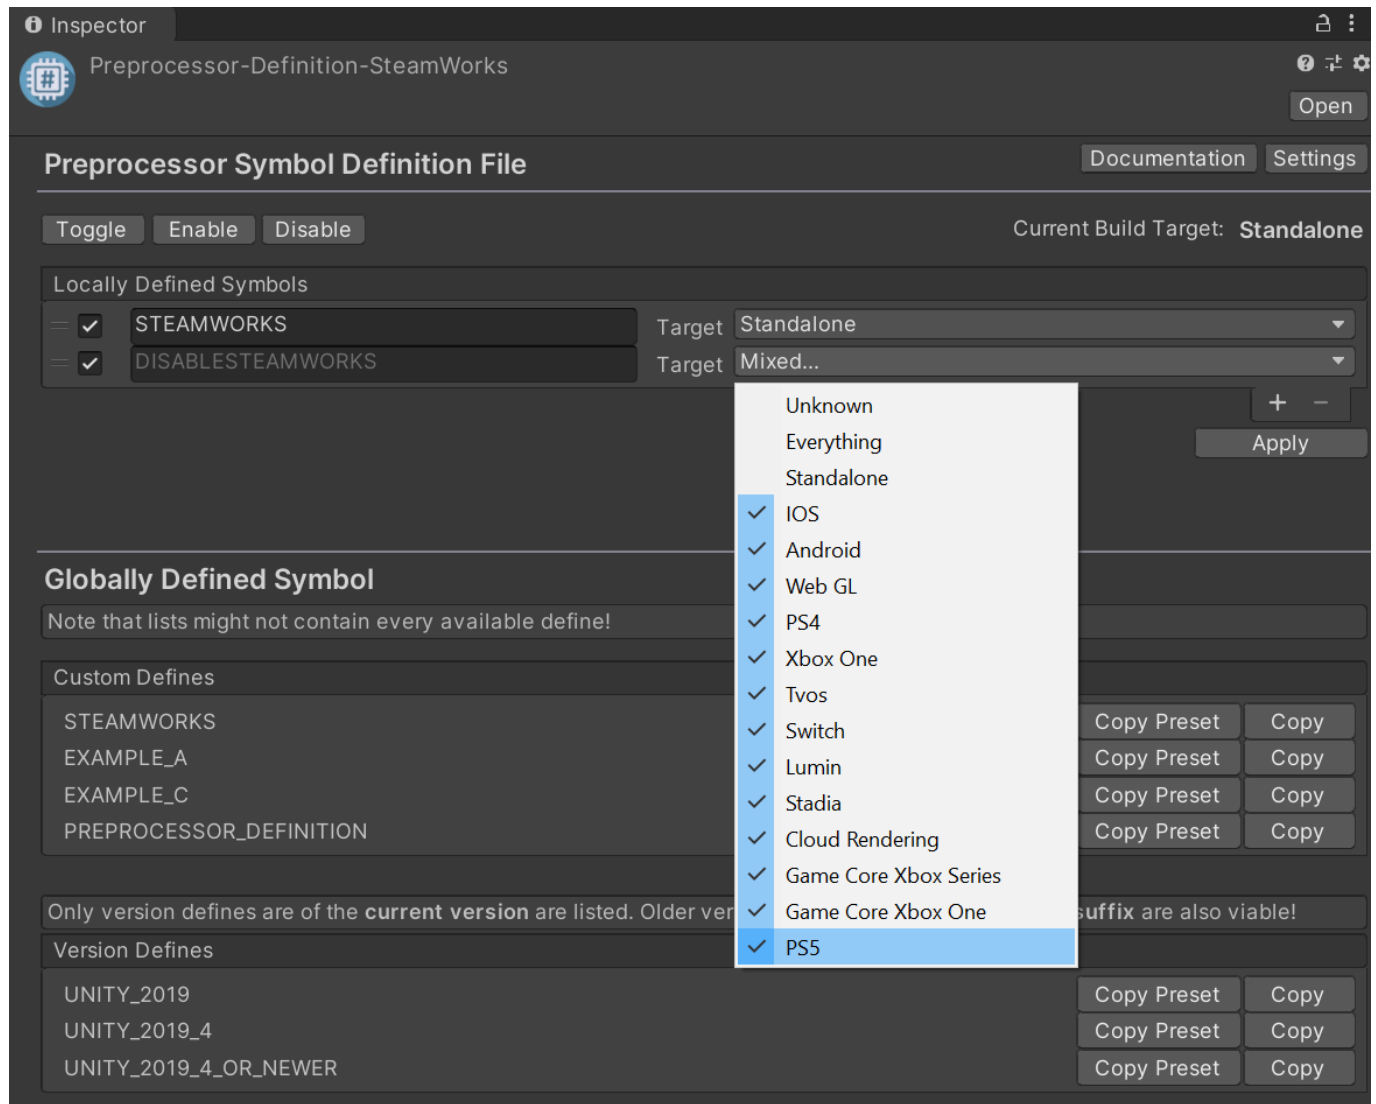 Inspector
Preprocessor-Definition-SteamWorks
Open
Preprocessor Symbol Definition File
Documentation
Settings
Toggle
Enable
Disable
Current Build Target: Standalone
Locally Defined Symbols
STEAMWORKS
Target
Standalone
DISABLESTEAMWORKS
Target
Mixed...
Unknown
Everything
Standalone
IOS
Android
Web GL
PS4
Xbox One
Tvos
Switch
Lumin
Stadia
Cloud Rendering
Game Core Xbox Series
Game Core Xbox One
PS5
+ −
Apply
Globally Defined Symbol
Note that lists might not contain every available define!
Custom Defines
STEAMWORKS
Copy Preset
Copy
EXAMPLE_A
Copy Preset
Copy
EXAMPLE_C
Copy Preset
Copy
PREPROCESSOR_DEFINITION
Copy Preset
Copy
Only version defines are of the current version are listed. Older ver
suffix are also viable!
Version Defines
UNITY_2019
Copy Preset
Copy
UNITY_2019_4
Copy Preset
Copy
UNITY_2019_4_OR_NEWER
Copy Preset
Copy